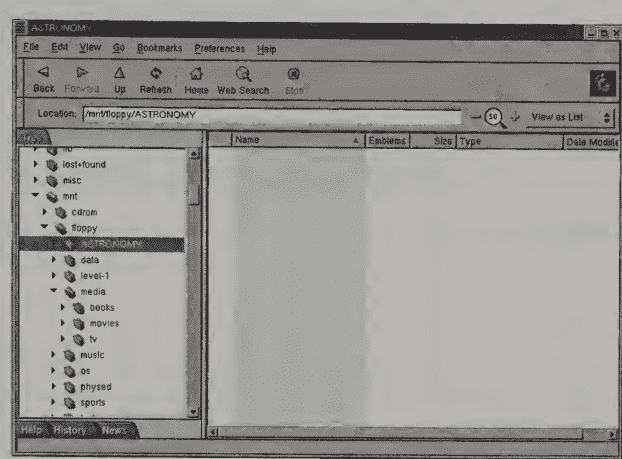 ASTRONOMY
File Edit View Go Bookmarks Preferences Help
Back Forward Up Refresh Home Web Search Stop
Location: /mnt/floppy/ASTRONOMY 50 View as List
Tree
lib
lost+found
misc
mnt
cdrom
floppy
ASTRONOMY
data
level-1
media
books
movies
tv
music
os
physed
sports
Help History News
Name Emblems Size Type Date Modifie